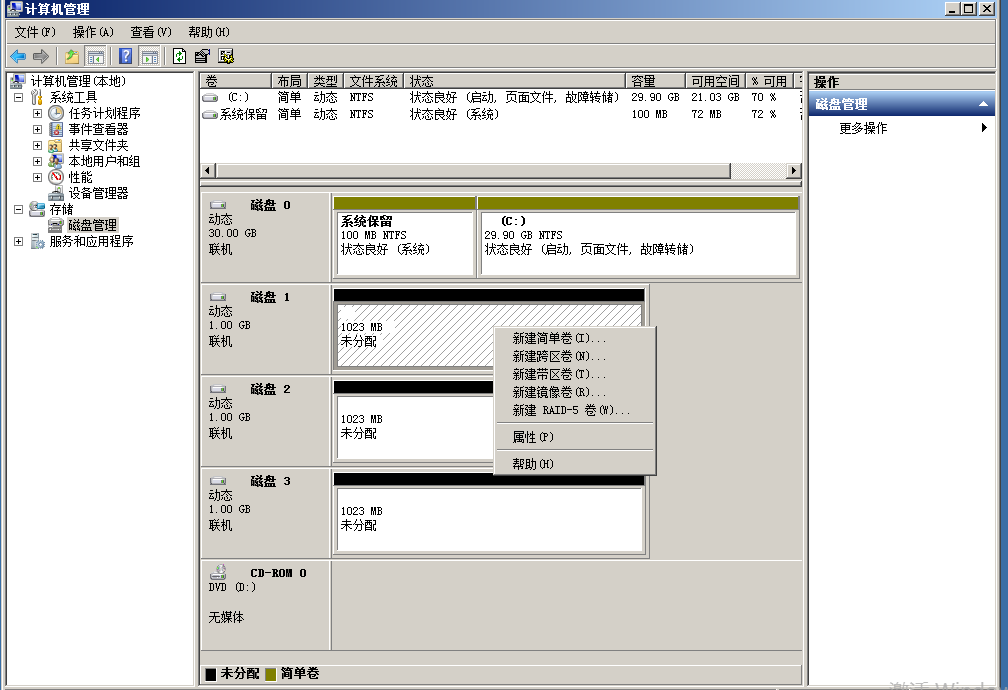 计算机管理
文件(F) 操作(A) 查看(V) 帮助(H)
计算机管理(本地)
系统工具
任务计划程序
事件查看器
共享文件夹
本地用户和组
性能
设备管理器
存储
磁盘管理
服务和应用程序
卷 布局 类型 文件系统 状态 容量 可用空间 % 可用
(C:) 简单 动态 NTFS 状态良好 (启动, 页面文件, 故障转储) 29.90 GB 21.03 GB 70 %
系统保留 简单 动态 NTFS 状态良好 (系统) 100 MB 72 MB 72 %
磁盘 0
动态
30.00 GB
联机
系统保留
100 MB NTFS
状态良好 (系统)
(C:)
29.90 GB NTFS
状态良好 (启动, 页面文件, 故障转储)
磁盘 1
动态
1.00 GB
联机
1023 MB
未分配
磁盘 2
动态
1.00 GB
联机
1023 MB
未分配
磁盘 3
动态
1.00 GB
联机
1023 MB
未分配
CD-ROM 0
DVD (D:)
无媒体
新建简单卷(I)...
新建跨区卷(N)...
新建带区卷(T)...
新建镜像卷(R)...
新建 RAID-5 卷(W)...
属性(P)
帮助(H)
未分配 简单卷
操作
磁盘管理
更多操作